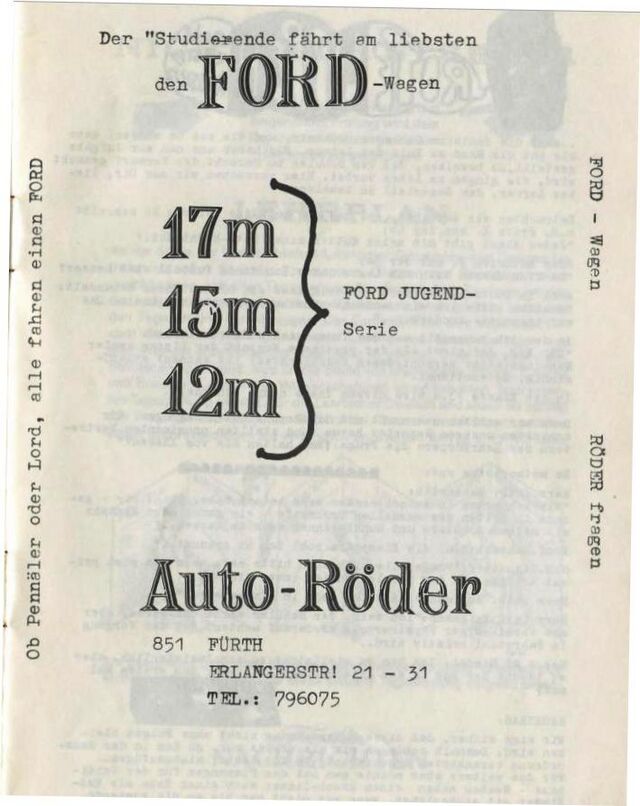 Der "Studierende fährt am liebsten
den FORD-Wagen
17m
15m
12m
FORD JUGEND-
Serie
Ob Pennäler oder Lord, alle fahren einen FORD
FORD - Wagen
RÖDER fragen
Auto-Röder
851 FÜRTH
ERLANGERSTR! 21 - 31
TEL.: 796075